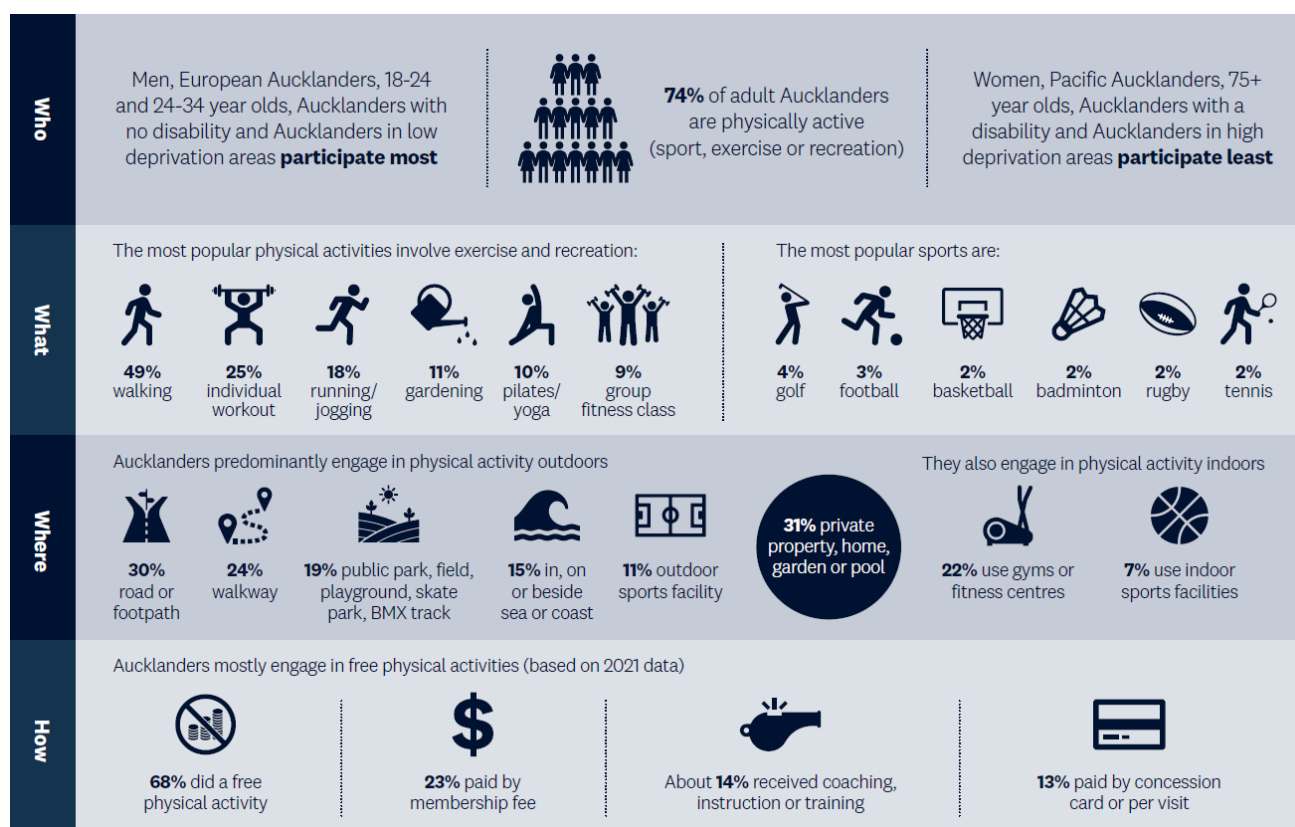 Who
Men, European Aucklanders, 18-24
and 24-34 year olds, Aucklanders with
no disability and Aucklanders in low
deprivation areas participate most
74% of adult Aucklanders
are physically active
(sport, exercise or recreation)
Women, Pacific Aucklanders, 75+
year olds, Aucklanders with a
disability and Aucklanders in high
deprivation areas participate least
What
The most popular physical activities involve exercise and recreation:
49%
walking
25%
individual
workout
18%
running/
jogging
11%
gardening
10%
pilates/
yoga
9%
group
fitness class
The most popular sports are:
4%
golf
3%
football
2%
basketball
2%
badminton
2%
rugby
2%
tennis
Where
Aucklanders predominantly engage in physical activity outdoors
30%
road or
footpath
24%
walkway
19% public park, field,
playground, skate
park, BMX track
15% in, on
or beside
sea or coast
11% outdoor
sports facility
31% private
property, home,
garden or pool
They also engage in physical activity indoors
22% use gyms or
fitness centres
7% use indoor
sports facilities
How
Aucklanders mostly engage in free physical activities (based on 2021 data)
68% did a free
physical activity
$
23% paid by
membership fee
About 14% received coaching,
instruction or training
13% paid by concession
card or per visit